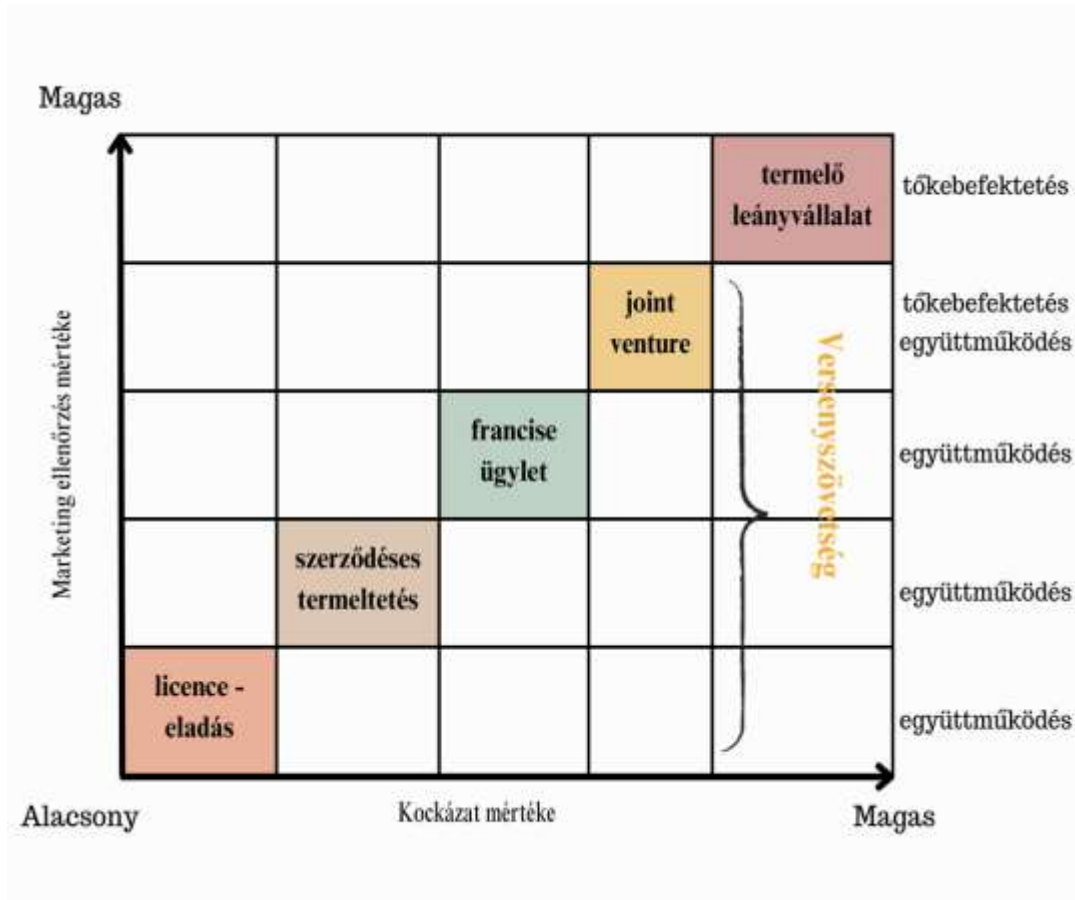 Magas
termelő
leányvállalat
tőkebefektetés
joint
venture
tőkebefektetés
együttműködés
francise
ügylet
együttműködés
szerződéses
termeltetés
együttműködés
licence -
eladás
együttműködés
Versenyszövetség
Marketing ellenőrzés mértéke
Alacsony
Kockázat mértéke
Magas